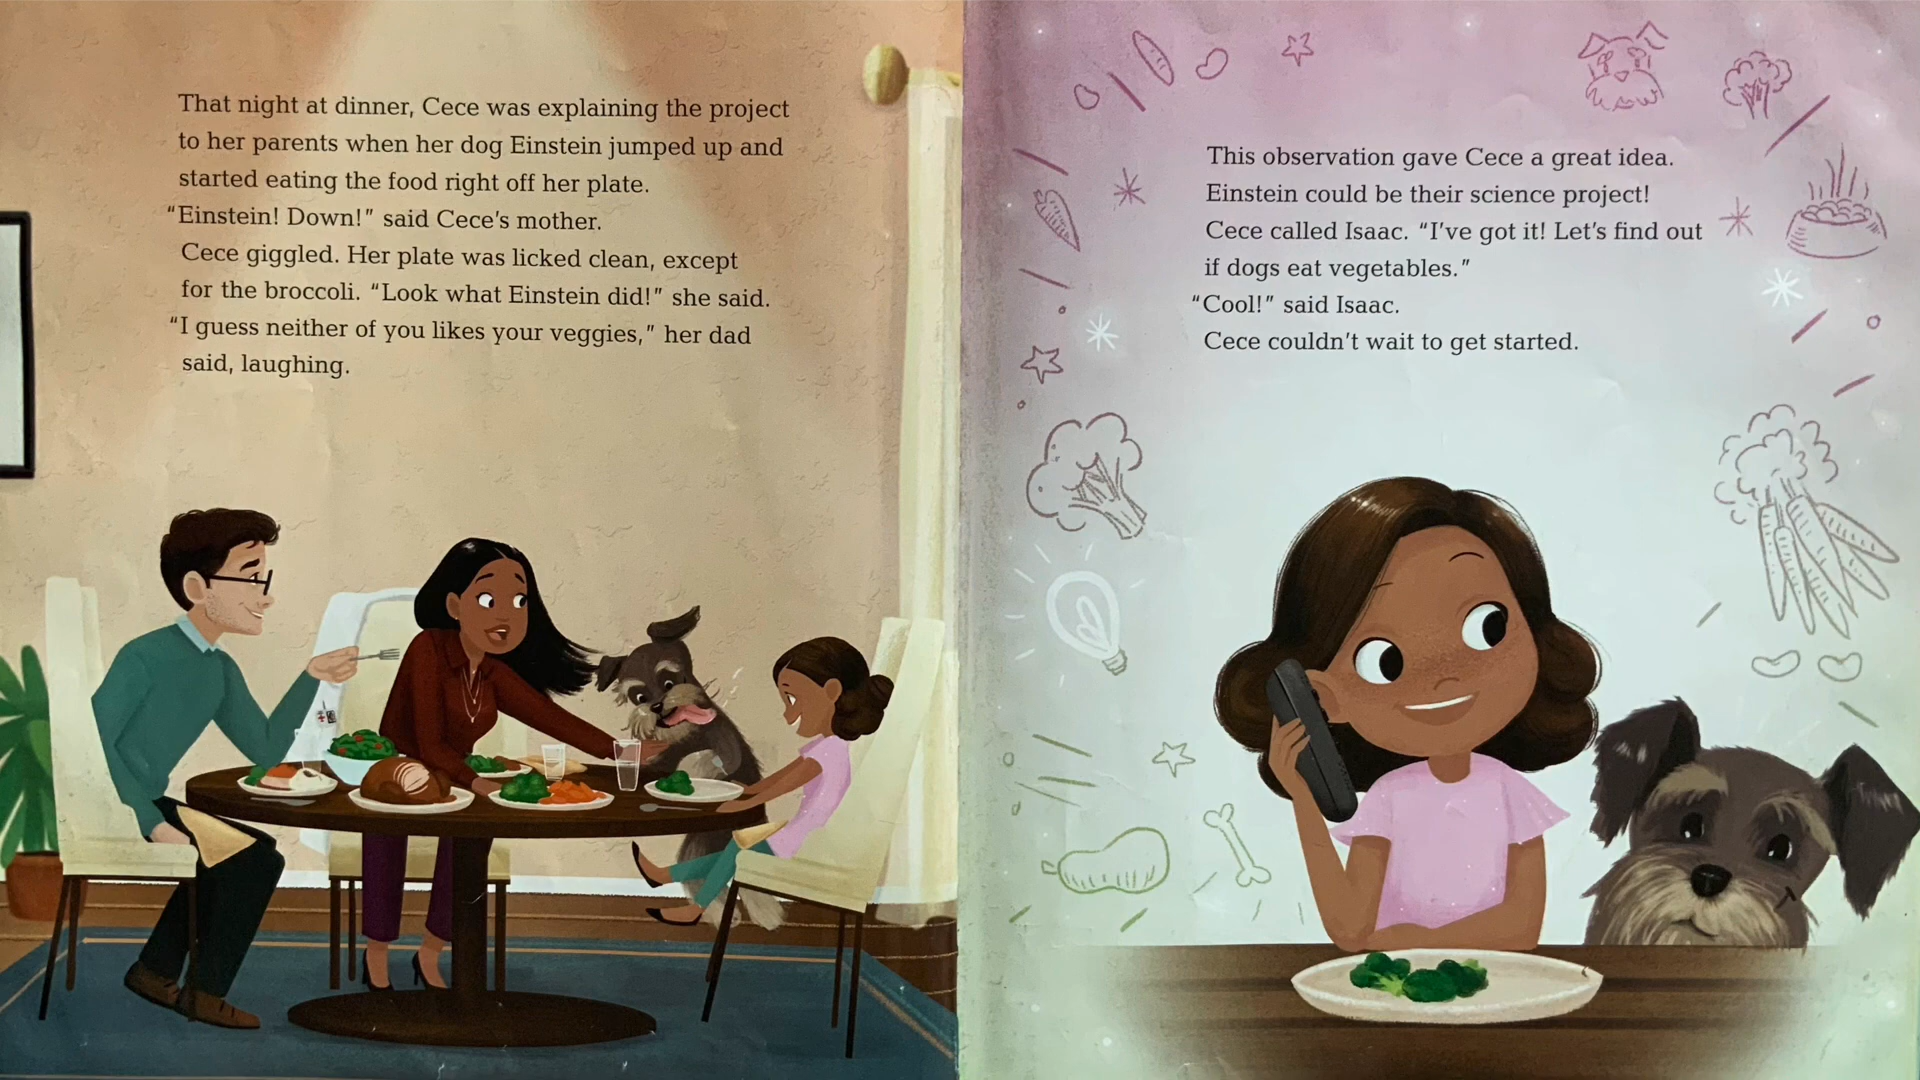 That night at dinner, Cece was explaining the project
to her parents when her dog Einstein jumped up and
started eating the food right off her plate.
“Einstein! Down!” said Cece’s mother.
Cece giggled. Her plate was licked clean, except
for the broccoli. “Look what Einstein did!” she said.
“I guess neither of you likes your veggies,” her dad
said, laughing.
This observation gave Cece a great idea.
Einstein could be their science project!
Cece called Isaac. “I’ve got it! Let’s find out
if dogs eat vegetables.”
“Cool!” said Isaac.
Cece couldn’t wait to get started.